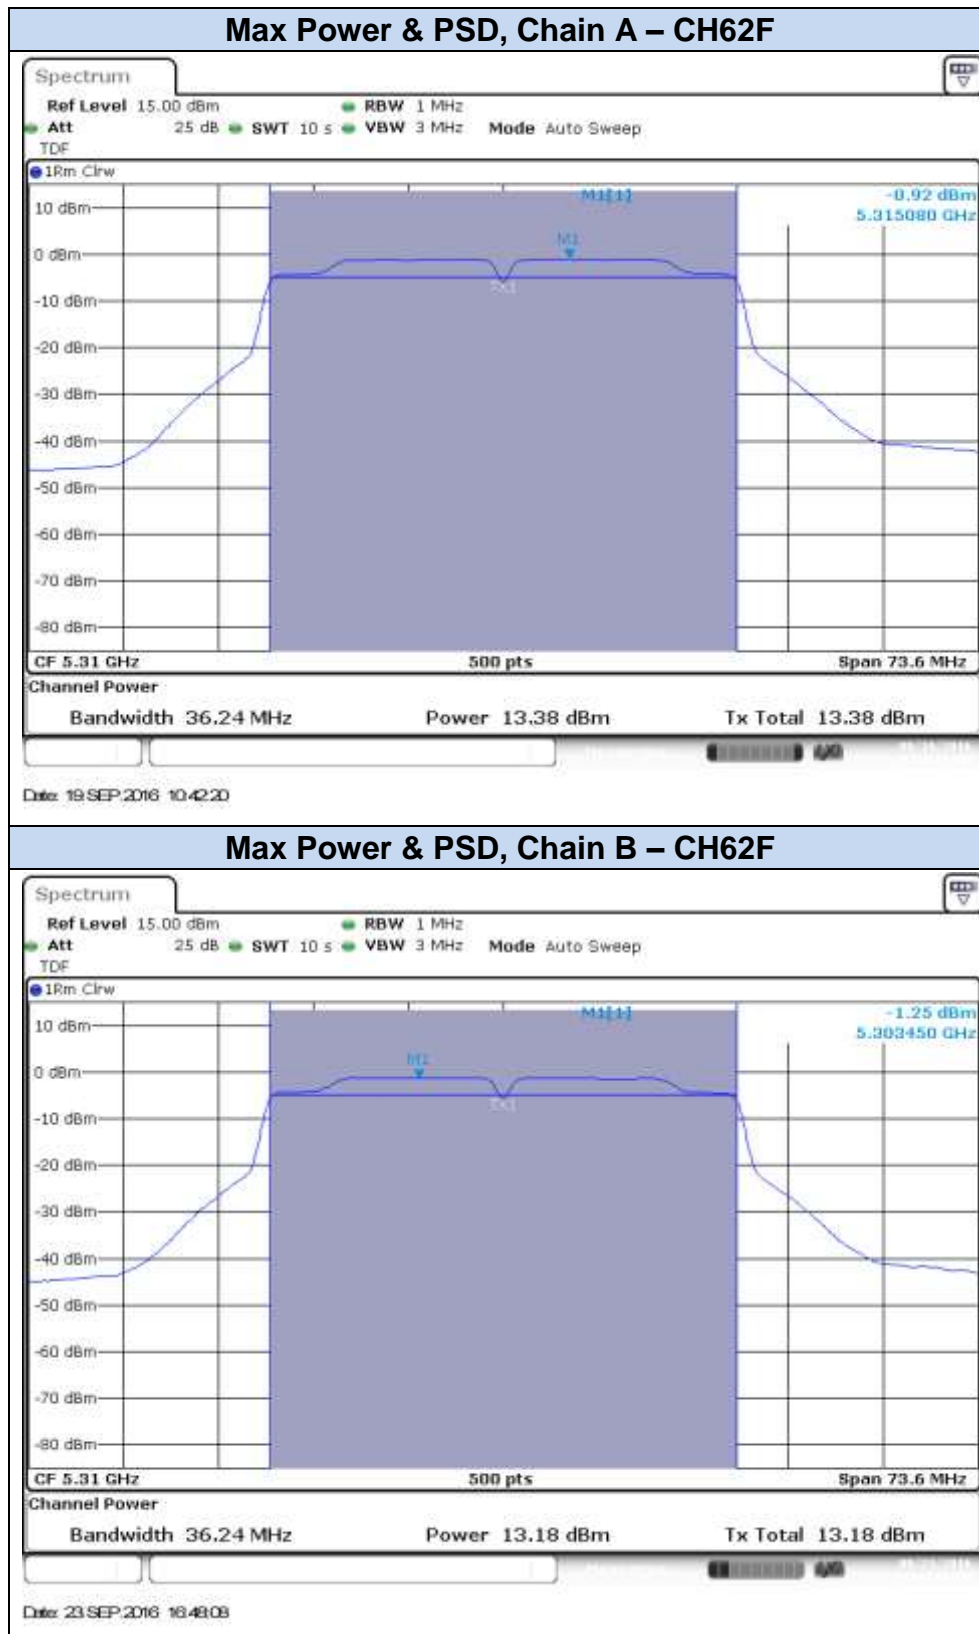 Max Power & PSD, Chain A – CH62F
Spectrum
Ref Level 15.00 dBm RBW 1 MHz
Att 25 dB SWT 10 s VBW 3 MHz Mode Auto Sweep
TDF
1Rm Clrw
M1[1] -0.92 dBm
5.315080 GHz
10 dBm
M1
0 dBm
TX1
-10 dBm
-20 dBm
-30 dBm
-40 dBm
-50 dBm
-60 dBm
-70 dBm
-80 dBm
CF 5.31 GHz 500 pts Span 73.6 MHz
Channel Power
Bandwidth 36.24 MHz Power 13.38 dBm Tx Total 13.38 dBm
Date: 19.SEP.2016 10:42:20
Max Power & PSD, Chain B – CH62F
Spectrum
Ref Level 15.00 dBm RBW 1 MHz
Att 25 dB SWT 10 s VBW 3 MHz Mode Auto Sweep
TDF
1Rm Clrw
M1[1] -1.25 dBm
5.303450 GHz
10 dBm
M1
0 dBm
TX1
-10 dBm
-20 dBm
-30 dBm
-40 dBm
-50 dBm
-60 dBm
-70 dBm
-80 dBm
CF 5.31 GHz 500 pts Span 73.6 MHz
Channel Power
Bandwidth 36.24 MHz Power 13.18 dBm Tx Total 13.18 dBm
Date: 23.SEP.2016 16:48:08